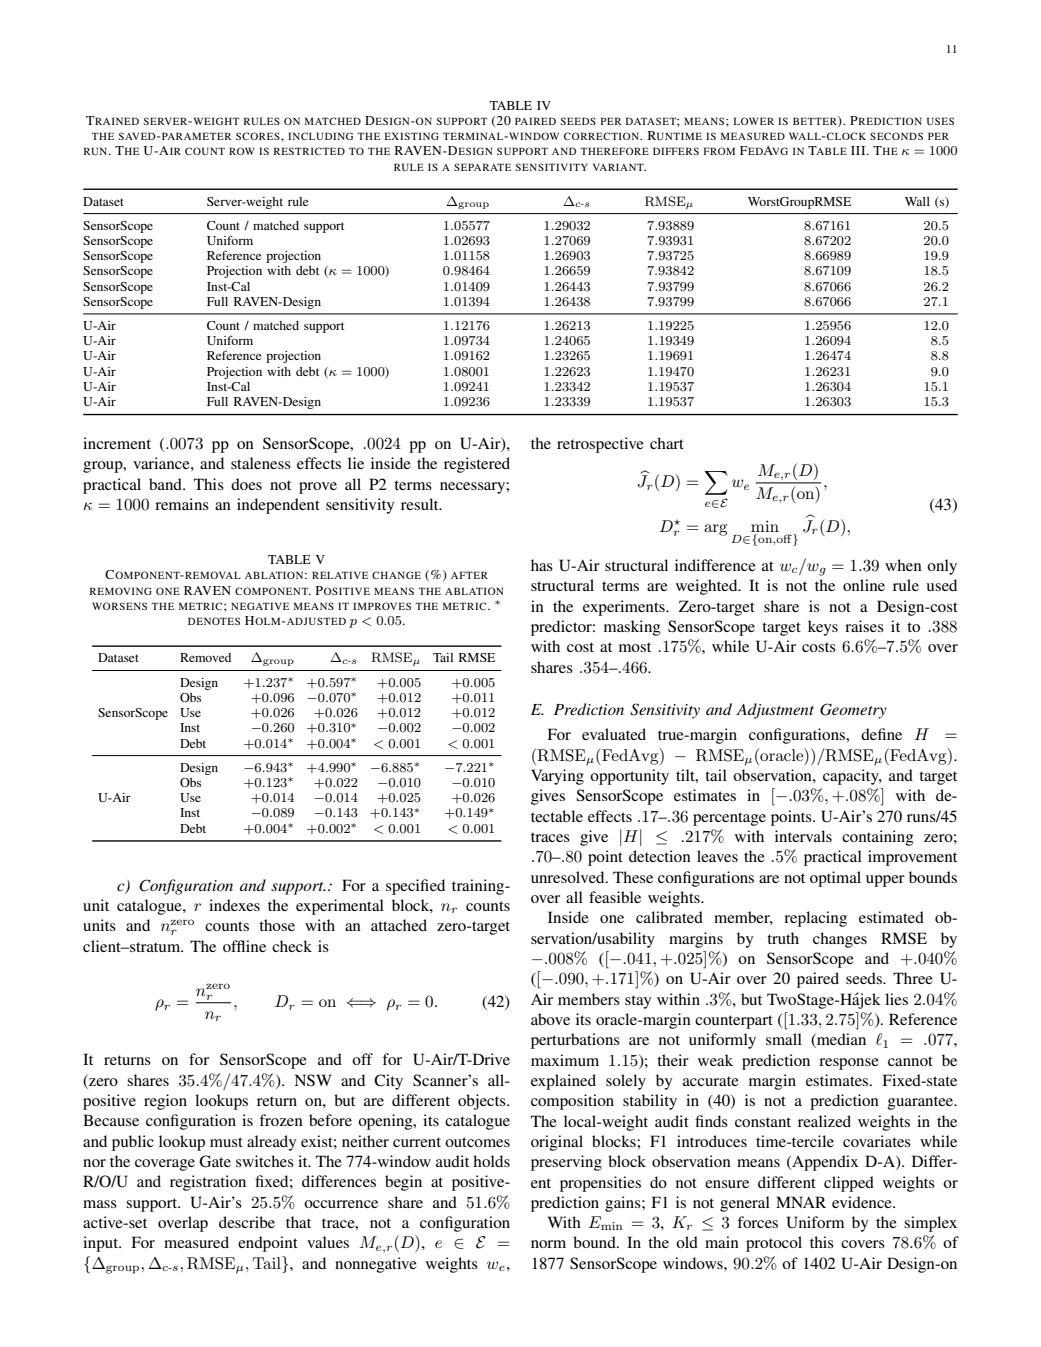 11
TABLE IV
TRAINED SERVER-WEIGHT RULES ON MATCHED DESIGN-ON SUPPORT (20 PAIRED SEEDS PER DATASET; MEANS; LOWER IS BETTER). PREDICTION USES
THE SAVED-PARAMETER SCORES, INCLUDING THE EXISTING TERMINAL-WINDOW CORRECTION. RUNTIME IS MEASURED WALL-CLOCK SECONDS PER
RUN. THE U-AIR COUNT ROW IS RESTRICTED TO THE RAVEN-DESIGN SUPPORT AND THEREFORE DIFFERS FROM FEDAVG IN TABLE III. THE κ = 1000
RULE IS A SEPARATE SENSITIVITY VARIANT.
Dataset Server-weight rule Δgroup Δc-s RMSEμ WorstGroupRMSE Wall (s)
SensorScope Count / matched support 1.05577 1.29032 7.93889 8.67161 20.5
SensorScope Uniform 1.02693 1.27069 7.93931 8.67202 20.0
SensorScope Reference projection 1.01158 1.26903 7.93725 8.66989 19.9
SensorScope Projection with debt (κ = 1000) 0.98464 1.26659 7.93842 8.67109 18.5
SensorScope Inst-Cal 1.01409 1.26443 7.93799 8.67066 26.2
SensorScope Full RAVEN-Design 1.01394 1.26438 7.93799 8.67066 27.1
U-Air Count / matched support 1.12176 1.26213 1.19225 1.25956 12.0
U-Air Uniform 1.09734 1.24065 1.19349 1.26094 8.5
U-Air Reference projection 1.09162 1.23265 1.19691 1.26474 8.8
U-Air Projection with debt (κ = 1000) 1.08001 1.22623 1.19470 1.26231 9.0
U-Air Inst-Cal 1.09241 1.23342 1.19537 1.26304 15.1
U-Air Full RAVEN-Design 1.09236 1.23339 1.19537 1.26303 15.3
increment (.0073 pp on SensorScope, .0024 pp on U-Air),
group, variance, and staleness effects lie inside the registered
practical band. This does not prove all P2 terms necessary;
κ = 1000 remains an independent sensitivity result.
TABLE V
COMPONENT-REMOVAL ABLATION: RELATIVE CHANGE (%) AFTER
REMOVING ONE RAVEN COMPONENT. POSITIVE MEANS THE ABLATION
WORSENS THE METRIC; NEGATIVE MEANS IT IMPROVES THE METRIC. *
DENOTES HOLM-ADJUSTED p < 0.05.
Dataset Removed Δgroup Δc-s RMSEμ Tail RMSE
Design +1.237* +0.597* +0.005 +0.005
Obs +0.096 −0.070* +0.012 +0.011
SensorScope Use +0.026 +0.026 +0.012 +0.012
Inst −0.260 +0.310* −0.002 −0.002
Debt +0.014* +0.004* < 0.001 < 0.001
Design −6.943* +4.990* −6.885* −7.221*
Obs +0.123* +0.022 −0.010 −0.010
U-Air Use +0.014 −0.014 +0.025 +0.026
Inst −0.089 −0.143 +0.143* +0.149*
Debt +0.004* +0.002* < 0.001 < 0.001
c) Configuration and support.: For a specified training-
unit catalogue, r indexes the experimental block, nr counts
units and nr^zero counts those with an attached zero-target
client–stratum. The offline check is
ρr = nr^zero / nr, Dr = on ⟺ ρr = 0. (42)
It returns on for SensorScope and off for U-Air/T-Drive
(zero shares 35.4%/47.4%). NSW and City Scanner's all-
positive region lookups return on, but are different objects.
Because configuration is frozen before opening, its catalogue
and public lookup must already exist; neither current outcomes
nor the coverage Gate switches it. The 774-window audit holds
R/O/U and registration fixed; differences begin at positive-
mass support. U-Air's 25.5% occurrence share and 51.6%
active-set overlap describe that trace, not a configuration
input. For measured endpoint values Me,r(D), e ∈ ℰ =
{Δgroup, Δc-s, RMSEμ, Tail}, and nonnegative weights we,
the retrospective chart
Ĵr(D) = ∑e∈ℰ we Me,r(D) / Me,r(on),
(43)
Dr⋆ = arg min D∈{on,off} Ĵr(D),
has U-Air structural indifference at wc/wg = 1.39 when only
structural terms are weighted. It is not the online rule used
in the experiments. Zero-target share is not a Design-cost
predictor: masking SensorScope target keys raises it to .388
with cost at most .175%, while U-Air costs 6.6%–7.5% over
shares .354–.466.
E. Prediction Sensitivity and Adjustment Geometry
For evaluated true-margin configurations, define H =
(RMSEμ(FedAvg) − RMSEμ(oracle))/RMSEμ(FedAvg).
Varying opportunity tilt, tail observation, capacity, and target
gives SensorScope estimates in [−.03%, +.08%] with de-
tectable effects .17–.36 percentage points. U-Air's 270 runs/45
traces give |H| ≤ .217% with intervals containing zero;
.70–.80 point detection leaves the .5% practical improvement
unresolved. These configurations are not optimal upper bounds
over all feasible weights.
Inside one calibrated member, replacing estimated ob-
servation/usability margins by truth changes RMSE by
−.008% ([−.041, +.025]%) on SensorScope and +.040%
([−.090, +.171]%) on U-Air over 20 paired seeds. Three U-
Air members stay within .3%, but TwoStage-Hájek lies 2.04%
above its oracle-margin counterpart ([1.33, 2.75]%). Reference
perturbations are not uniformly small (median ℓ1 = .077,
maximum 1.15); their weak prediction response cannot be
explained solely by accurate margin estimates. Fixed-state
composition stability in (40) is not a prediction guarantee.
The local-weight audit finds constant realized weights in the
original blocks; F1 introduces time-tercile covariates while
preserving block observation means (Appendix D-A). Differ-
ent propensities do not ensure different clipped weights or
prediction gains; F1 is not general MNAR evidence.
With Emin = 3, Kr ≤ 3 forces Uniform by the simplex
norm bound. In the old main protocol this covers 78.6% of
1877 SensorScope windows, 90.2% of 1402 U-Air Design-on